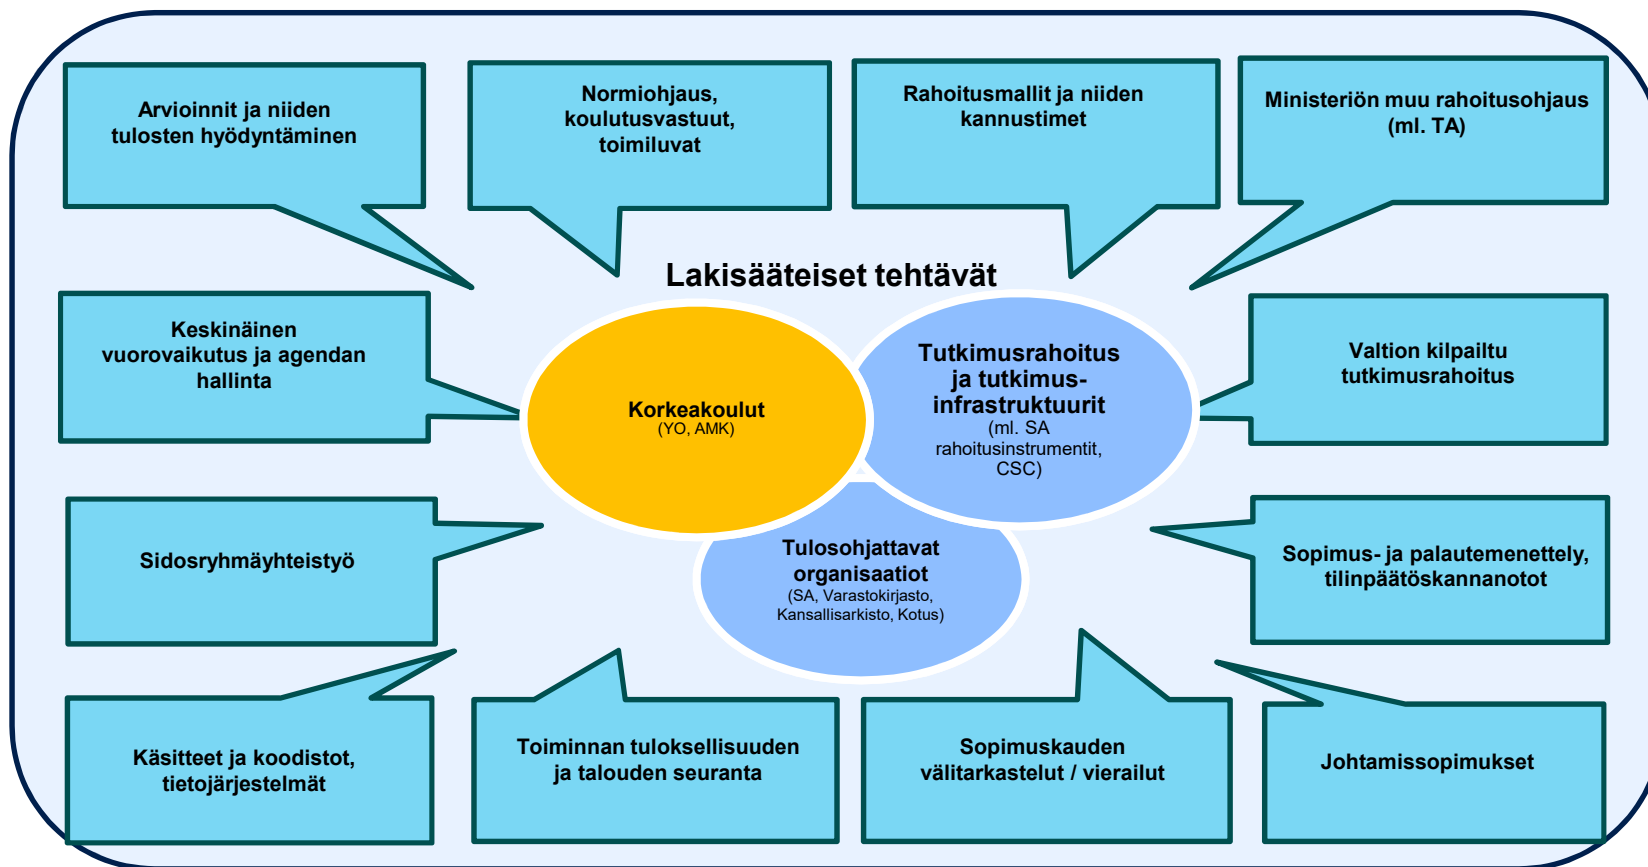 Arvioinnit ja niiden
tulosten hyödyntäminen
Normiohjaus,
koulutusvastuut,
toimiluvat
Rahoitusmallit ja niiden
kannustimet
Ministeriön muu rahoitusohjaus
(ml. TA)
Lakisääteiset tehtävät
Keskinäinen
vuorovaikutus ja agendan
hallinta
Korkeakoulut
(YO, AMK)
Tutkimusrahoitus
ja tutkimus-
infrastruktuurit
(ml. SA
rahoitusinstrumentit,
CSC)
Valtion kilpailtu
tutkimusrahoitus
Sidosryhmäyhteistyö
Tulosohjattavat
organisaatiot
(SA, Varastokirjasto,
Kansallisarkisto, Kotus)
Sopimus- ja palautemenettely,
tilinpäätöskannanotot
Käsitteet ja koodistot,
tietojärjestelmät
Toiminnan tuloksellisuuden
ja talouden seuranta
Sopimuskauden
välitarkastelut / vierailut
Johtamissopimukset